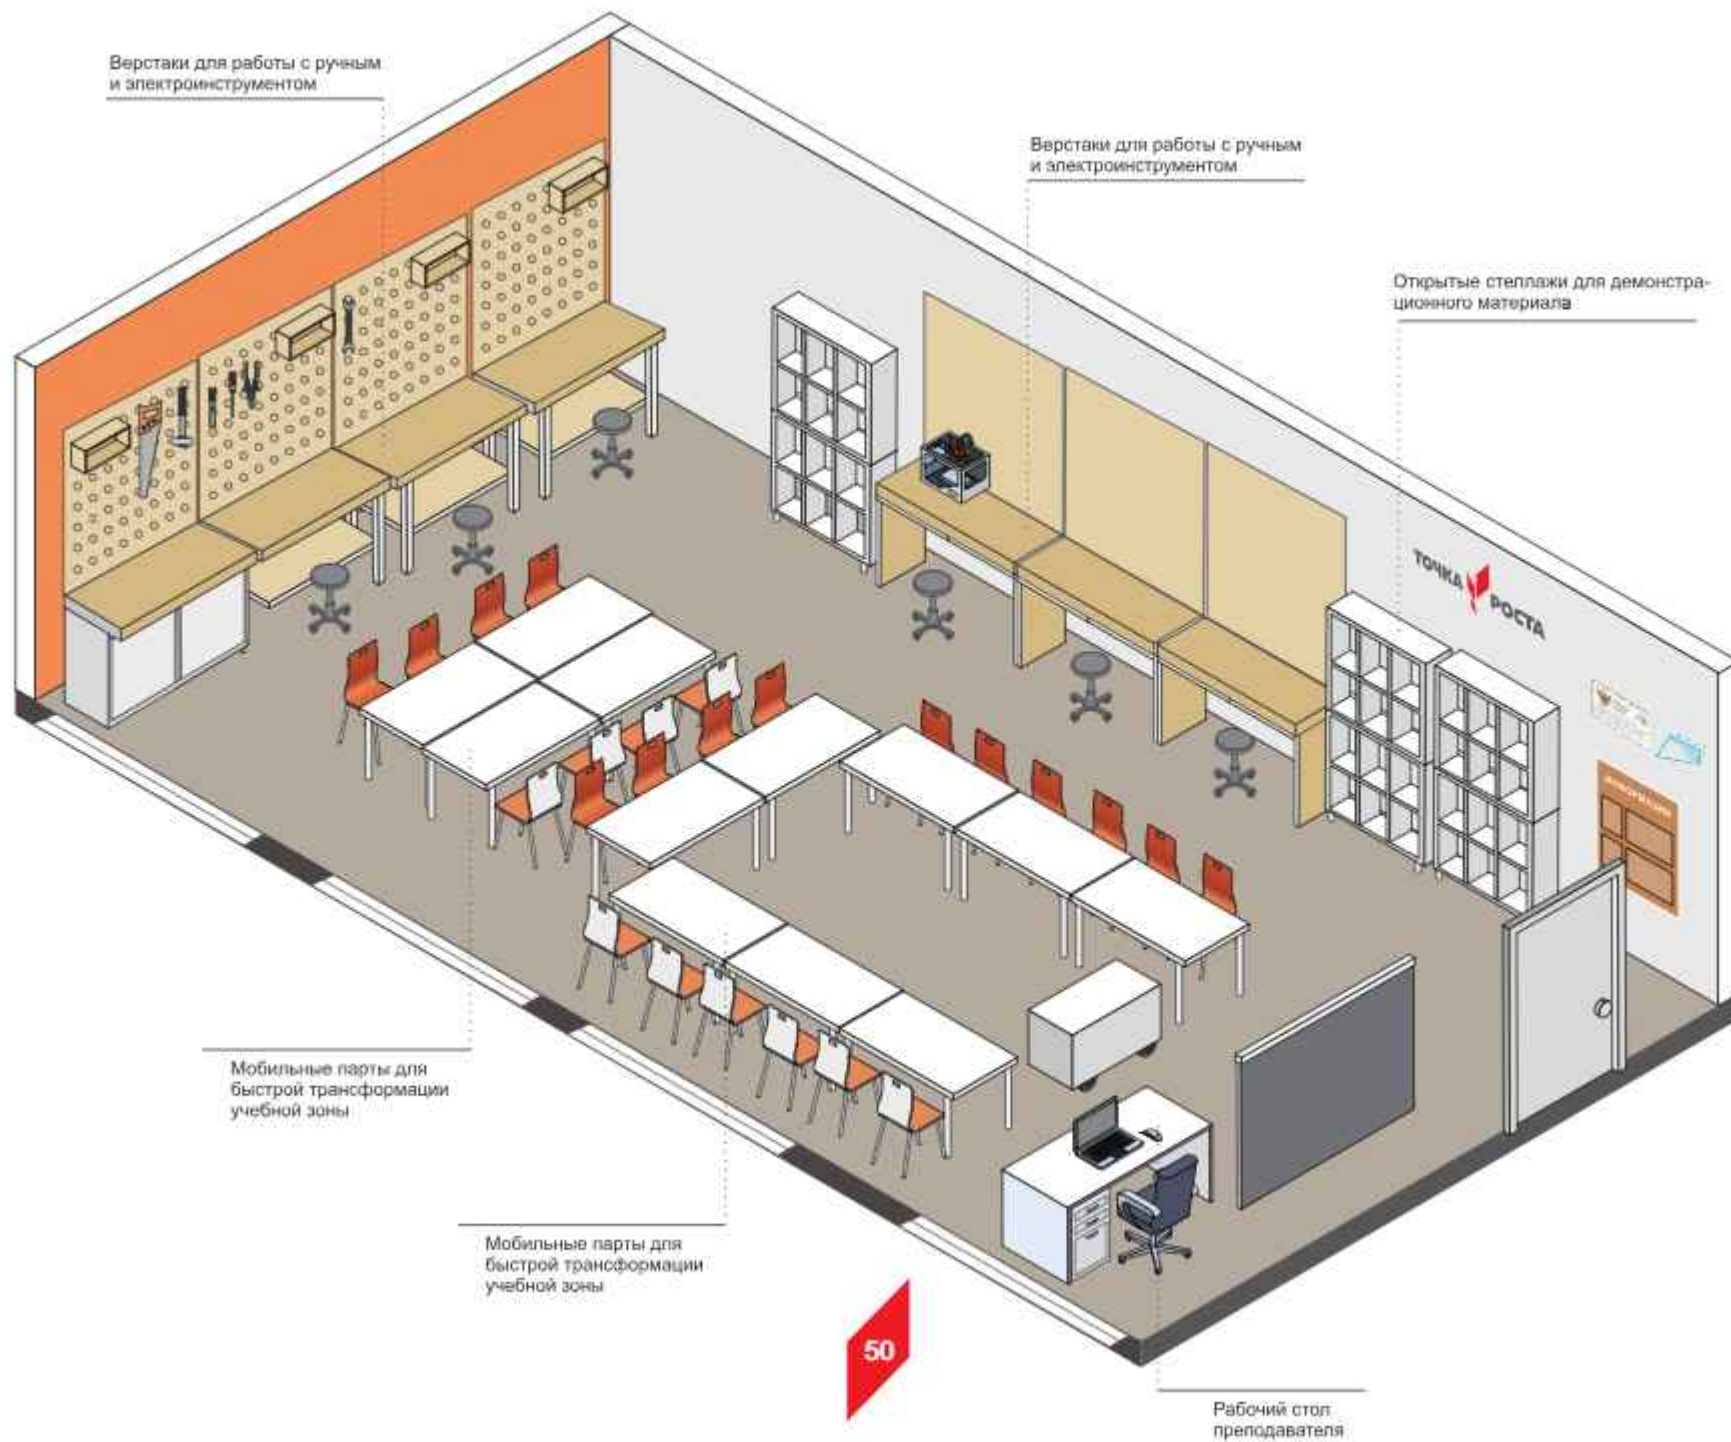 Верстаки для работы с ручным
и электроинструментом
Верстаки для работы с ручным
и электроинструментом
Открытые стеллажи для демонстра-
ционного материала
ТОЧКА РОСТА
ИНФОРМАЦИЯ
Мобильные парты для
быстрой трансформации
учебной зоны
Мобильные парты для
быстрой трансформации
учебной зоны
50
Рабочий стол
преподавателя